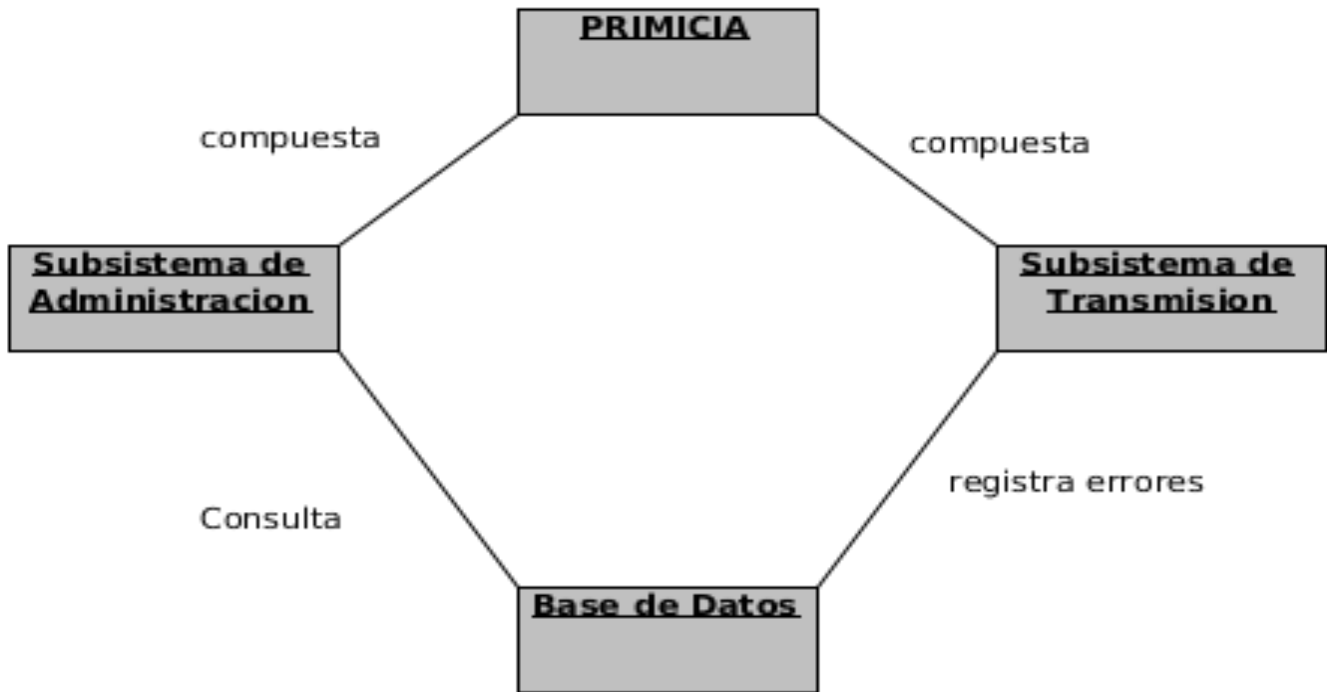 PRIMICIA
compuesta
compuesta
Subsistema de
Administracion
Subsistema de
Transmision
registra errores
Consulta
Base de Datos